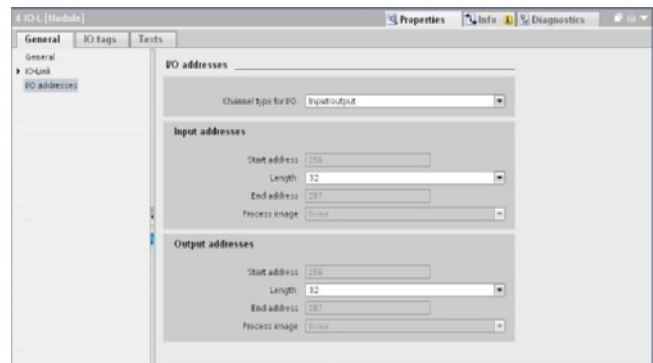 4 IO-L [Module]
Properties
Info
Diagnostics
General
IO tags
Texts
General
IO-Link
I/O addresses
I/O addresses
Channel type for I/O: Input/output
Input addresses
Start address 256
Length: 32
End address 287
Process image None
Output addresses
Start address 256
Length: 32
End address 287
Process image None